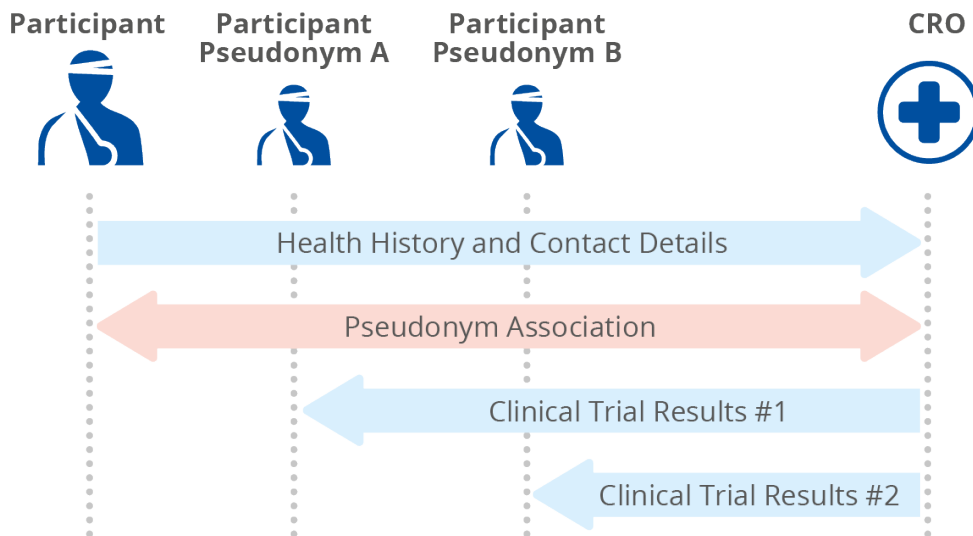 Participant
Participant
Pseudonym A
Participant
Pseudonym B
CRO
Health History and Contact Details
Pseudonym Association
Clinical Trial Results #1
Clinical Trial Results #2